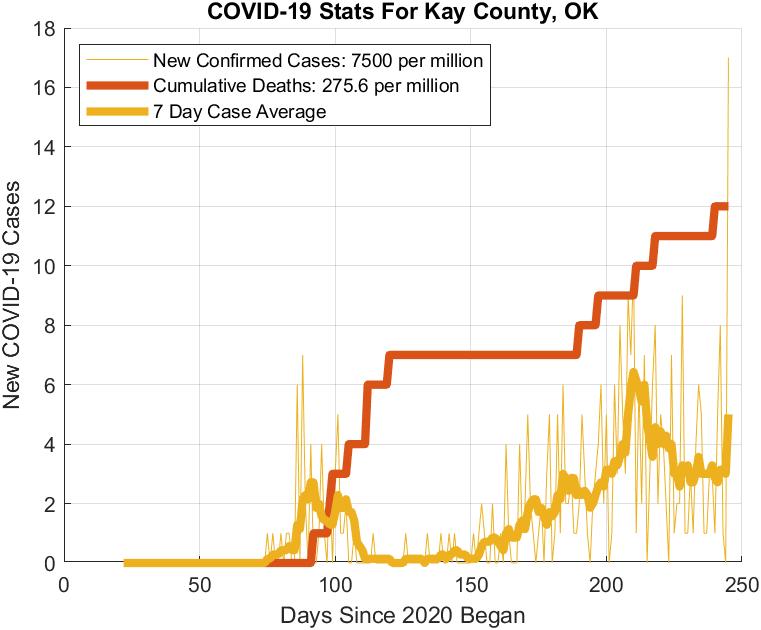 COVID-19 Stats For Kay County, OK
18
16
14
12
10
8
6
4
2
0
New COVID-19 Cases
New Confirmed Cases: 7500 per million
Cumulative Deaths: 275.6 per million
7 Day Case Average
0 50 100 150 200 250
Days Since 2020 Began